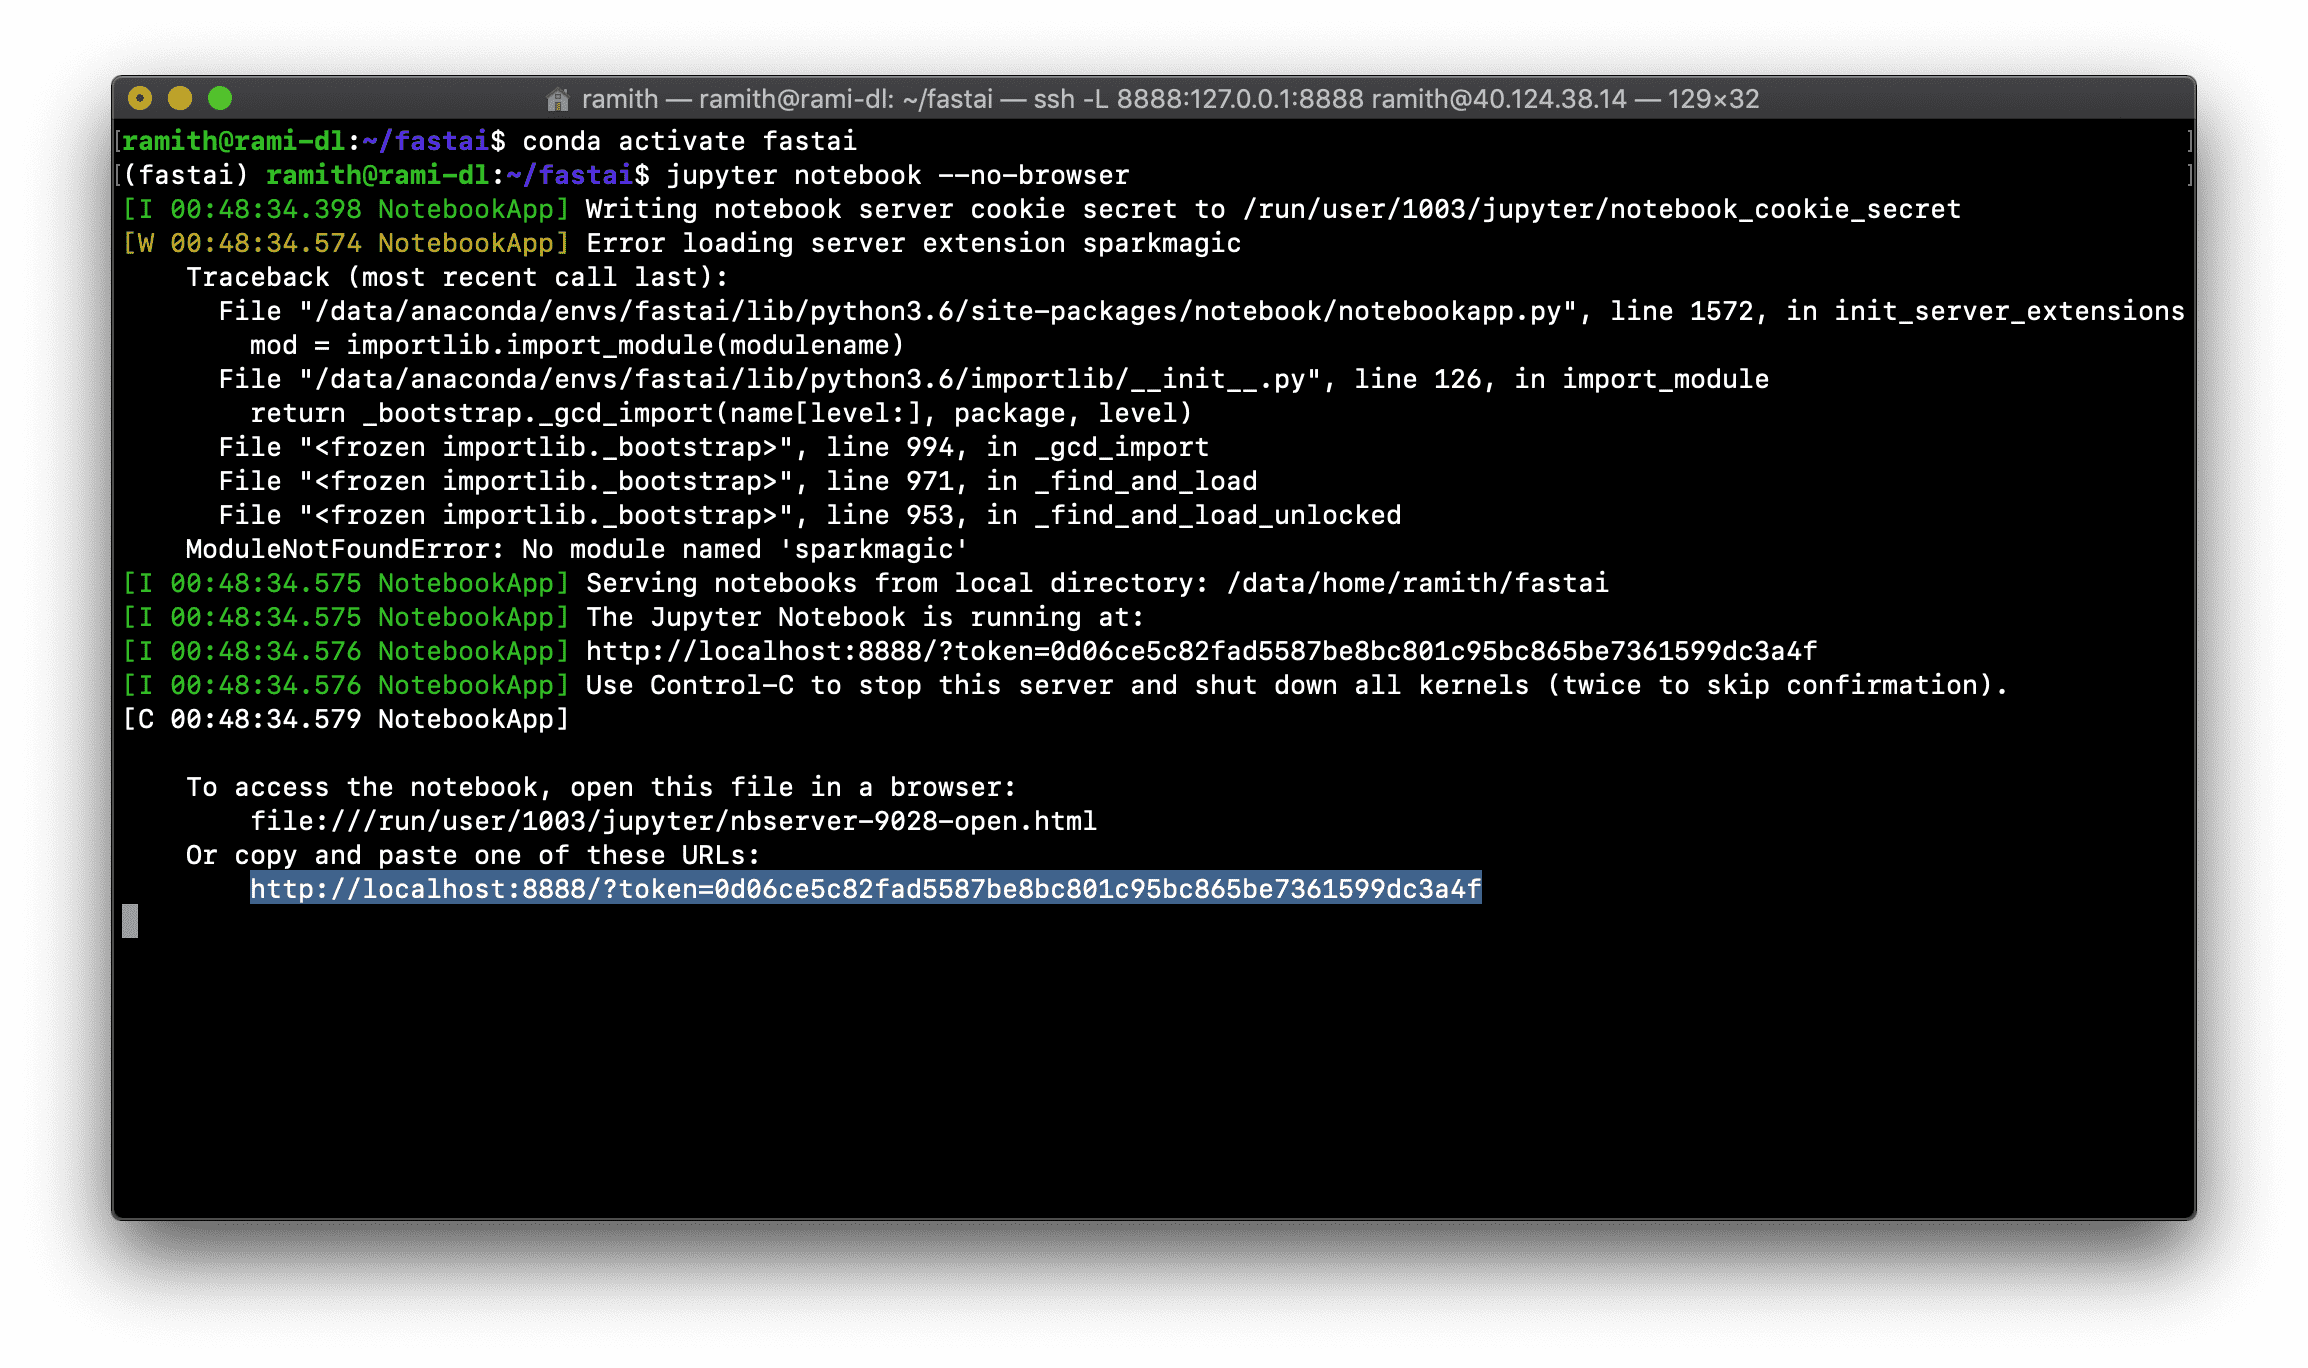 ramith — ramith@rami-dl: ~/fastai — ssh -L 8888:127.0.0.1:8888 ramith@40.124.38.14 — 129×32
[ramith@rami-dl:~/fastai$ conda activate fastai ]
[(fastai) ramith@rami-dl:~/fastai$ jupyter notebook --no-browser ]
[I 00:48:34.398 NotebookApp] Writing notebook server cookie secret to /run/user/1003/jupyter/notebook_cookie_secret
[W 00:48:34.574 NotebookApp] Error loading server extension sparkmagic
    Traceback (most recent call last):
      File "/data/anaconda/envs/fastai/lib/python3.6/site-packages/notebook/notebookapp.py", line 1572, in init_server_extensions
        mod = importlib.import_module(modulename)
      File "/data/anaconda/envs/fastai/lib/python3.6/importlib/__init__.py", line 126, in import_module
        return _bootstrap._gcd_import(name[level:], package, level)
      File "<frozen importlib._bootstrap>", line 994, in _gcd_import
      File "<frozen importlib._bootstrap>", line 971, in _find_and_load
      File "<frozen importlib._bootstrap>", line 953, in _find_and_load_unlocked
    ModuleNotFoundError: No module named 'sparkmagic'
[I 00:48:34.575 NotebookApp] Serving notebooks from local directory: /data/home/ramith/fastai
[I 00:48:34.575 NotebookApp] The Jupyter Notebook is running at:
[I 00:48:34.576 NotebookApp] http://localhost:8888/?token=0d06ce5c82fad5587be8bc801c95bc865be7361599dc3a4f
[I 00:48:34.576 NotebookApp] Use Control-C to stop this server and shut down all kernels (twice to skip confirmation).
[C 00:48:34.579 NotebookApp]
    To access the notebook, open this file in a browser:
        file:///run/user/1003/jupyter/nbserver-9028-open.html
    Or copy and paste one of these URLs:
        http://localhost:8888/?token=0d06ce5c82fad5587be8bc801c95bc865be7361599dc3a4f